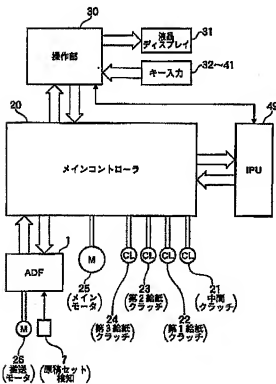 30
操作部
液晶
ディスプレイ
31
キー入力
32~41
20
49
メインコントローラ
IPU
1
ADF
M
25
(メイン
モータ)
CL
CL
CL
CL
24
(第3給紙
クラッチ)
23
(第2給紙
クラッチ)
22
(第1給紙
クラッチ)
21
(中間
クラッチ)
M
26
(搬送
モータ)
7
(原稿セット
検知)